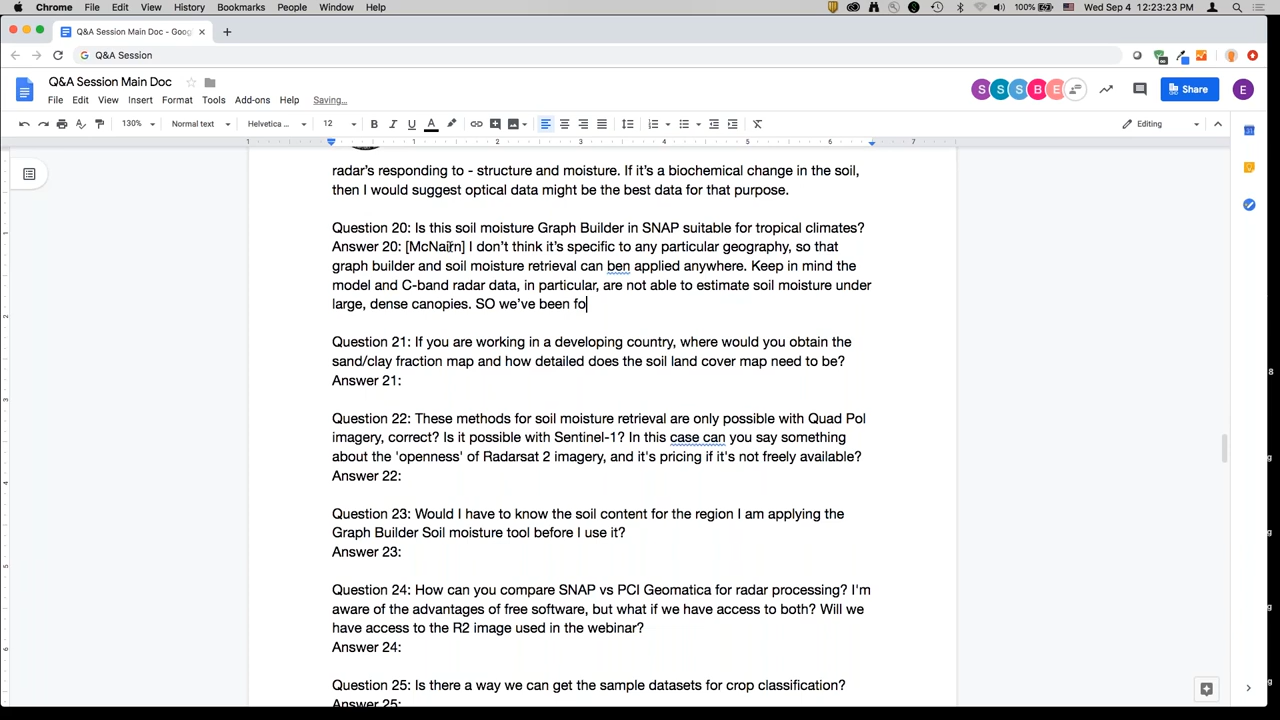 Chrome File Edit View History Bookmarks People Window Help 100% Wed Sep 4 12:23:23 PM
Q&A Session Main Doc - Goog
Q&A Session
Q&A Session Main Doc
File Edit View Insert Format Tools Add-ons Help Saving...
S S S B E Share E
130% Normal text Helvetica ... 12 B I U A Editing
1 1 2 3 4 5 6 7
radar's responding to - structure and moisture. If it's a biochemical change in the soil,
then I would suggest optical data might be the best data for that purpose.
Question 20: Is this soil moisture Graph Builder in SNAP suitable for tropical climates?
Answer 20: [McNairn] I don't think it's specific to any particular geography, so that
graph builder and soil moisture retrieval can ben applied anywhere. Keep in mind the
model and C-band radar data, in particular, are not able to estimate soil moisture under
large, dense canopies. SO we've been fo
Question 21: If you are working in a developing country, where would you obtain the
sand/clay fraction map and how detailed does the soil land cover map need to be?
Answer 21:
Question 22: These methods for soil moisture retrieval are only possible with Quad Pol
imagery, correct? Is it possible with Sentinel-1? In this case can you say something
about the 'openness' of Radarsat 2 imagery, and it's pricing if it's not freely available?
Answer 22:
Question 23: Would I have to know the soil content for the region I am applying the
Graph Builder Soil moisture tool before I use it?
Answer 23:
Question 24: How can you compare SNAP vs PCI Geomatica for radar processing? I'm
aware of the advantages of free software, but what if we have access to both? Will we
have access to the R2 image used in the webinar?
Answer 24:
Question 25: Is there a way we can get the sample datasets for crop classification?
Answer 25: